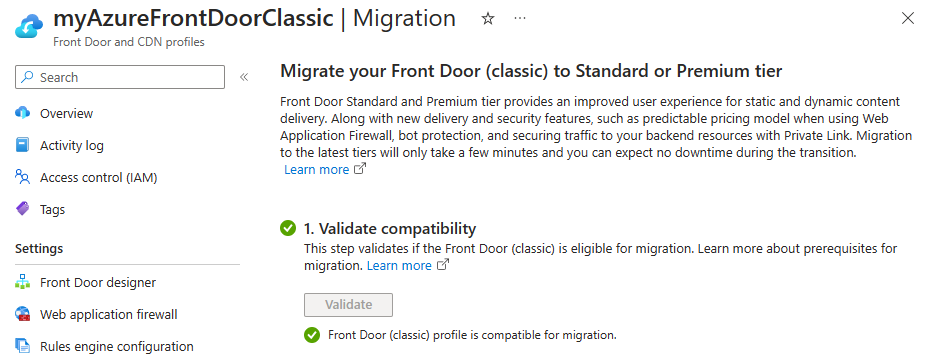 myAzureFrontDoorClassic | Migration
Front Door and CDN profiles
Search
Overview
Activity log
Access control (IAM)
Tags
Settings
Front Door designer
Web application firewall
Rules engine configuration
Migrate your Front Door (classic) to Standard or Premium tier
Front Door Standard and Premium tier provides an improved user experience for static and dynamic content
delivery. Along with new delivery and security features, such as predictable pricing model when using Web
Application Firewall, bot protection, and securing traffic to your backend resources with Private Link. Migration
to the latest tiers will only take a few minutes and you can expect no downtime during the transition.
Learn more
1. Validate compatibility
This step validates if the Front Door (classic) is eligible for migration. Learn more about prerequisites for
migration. Learn more
Validate
Front Door (classic) profile is compatible for migration.